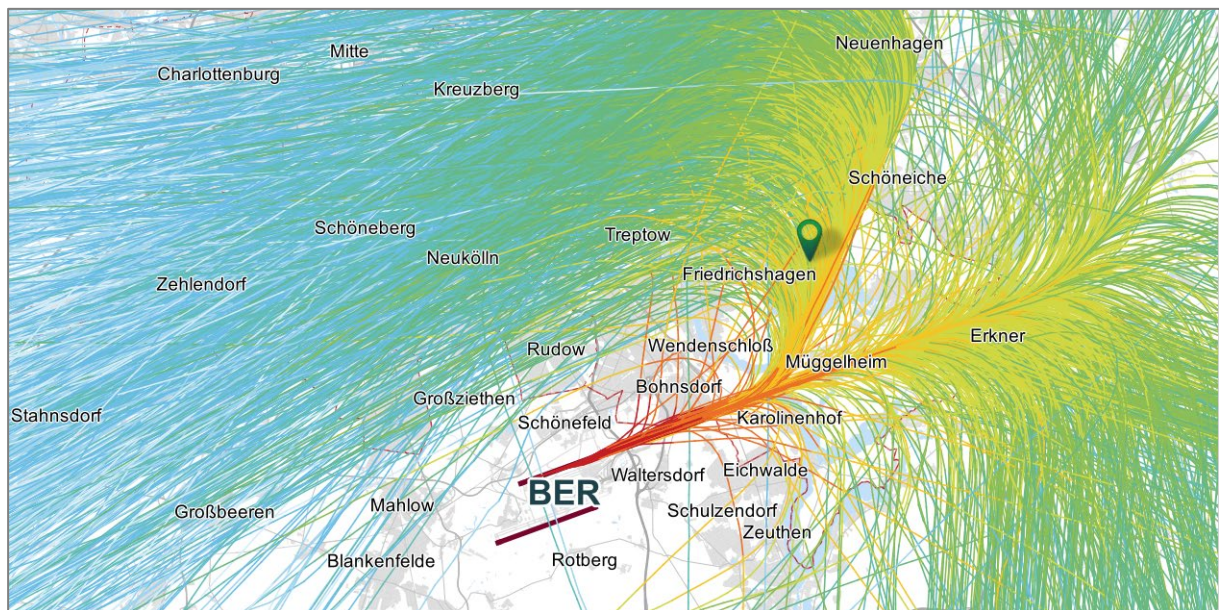 Neuenhagen
Mitte
Charlottenburg
Kreuzberg
Schöneiche
Schöneberg
Treptow
Neukölln
Friedrichshagen
Zehlendorf
Erkner
Wendenschloß
Rudow
Müggelheim
Bohnsdorf
Großziethen
Stahnsdorf
Schönefeld
Karolinenhof
Waltersdorf
Eichwalde
BER
Mahlow
Großbeeren
Schulzendorf
Zeuthen
Blankenfelde
Rotberg